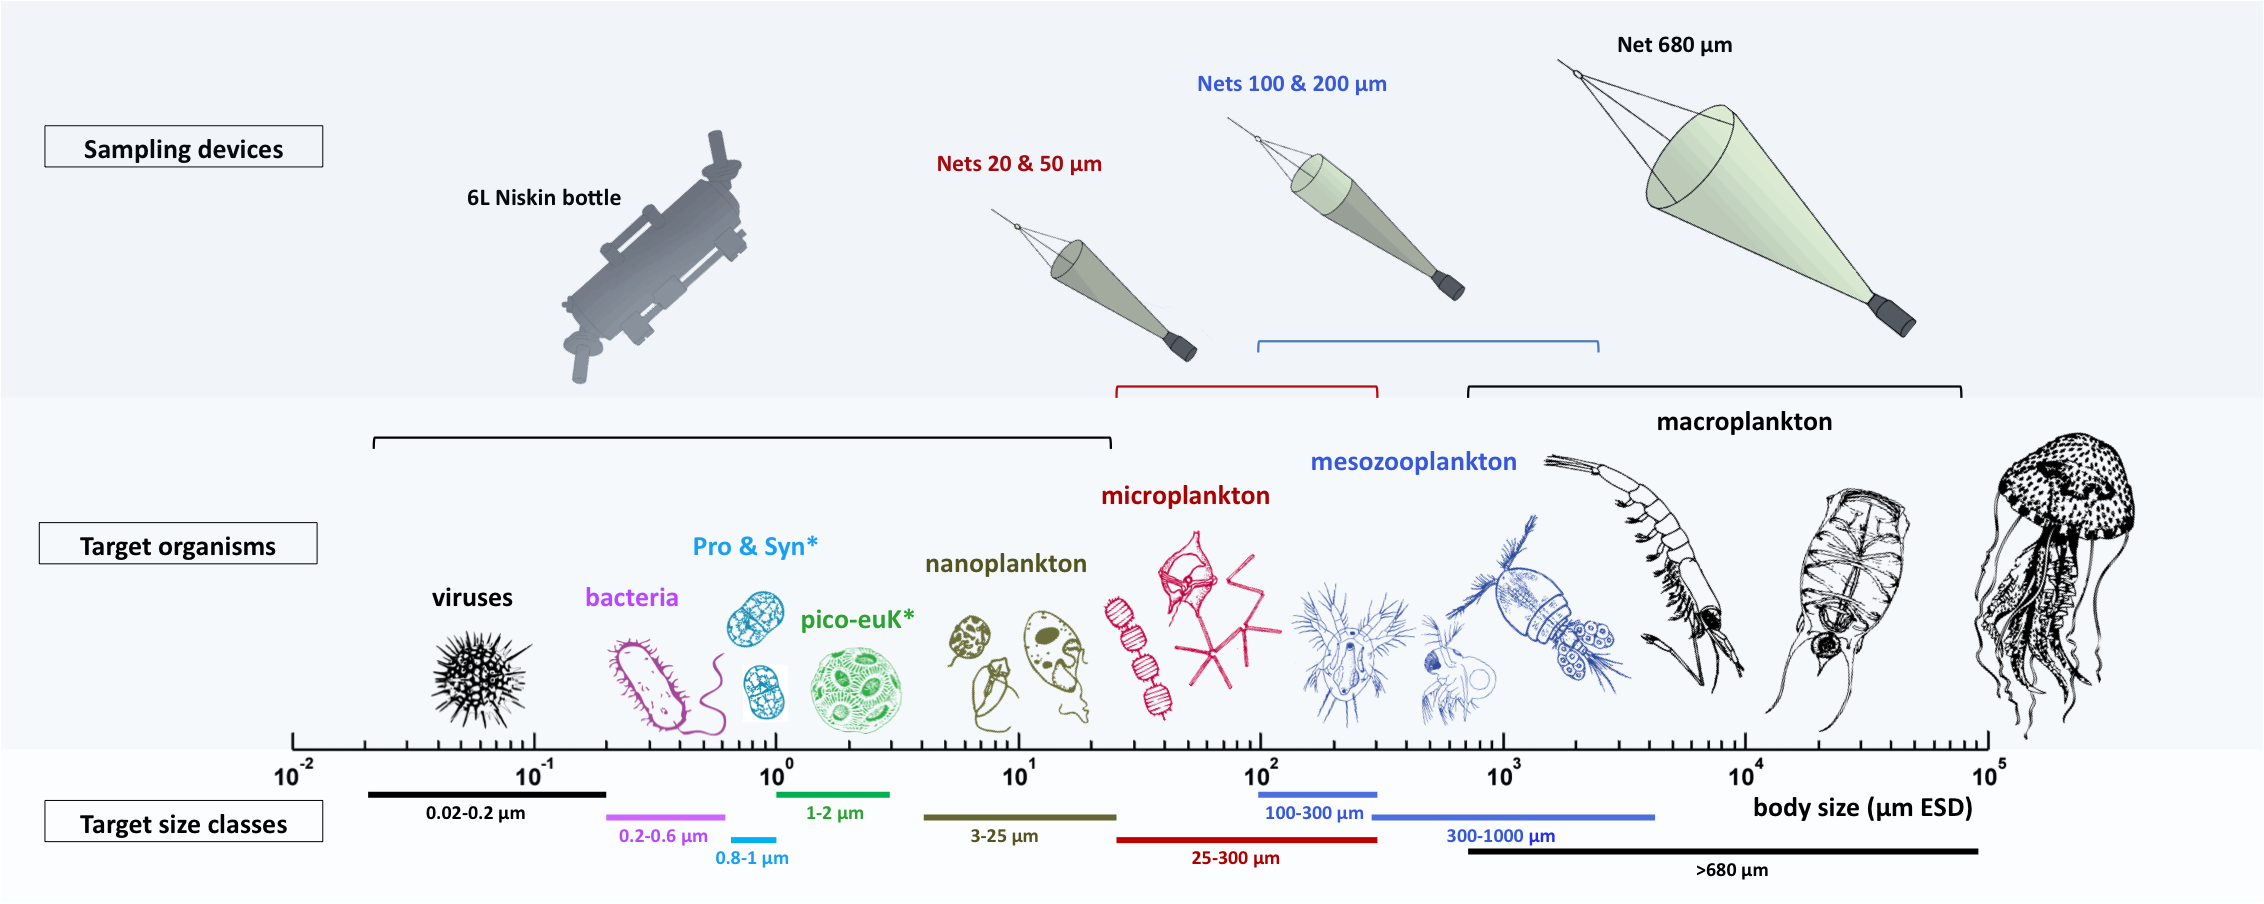 Net 680 µm
Nets 100 & 200 µm
Sampling devices
Nets 20 & 50 µm
6L Niskin bottle
macroplankton
mesozooplankton
microplankton
Target organisms
Pro & Syn*
nanoplankton
viruses
bacteria
pico-euK*
10-2
10-1
100
101
102
103
104
105
body size (µm ESD)
Target size classes
0.02-0.2 µm
1-2 µm
100-300 µm
0.2-0.6 µm
3-25 µm
300-1000 µm
0.8-1 µm
25-300 µm
>680 µm